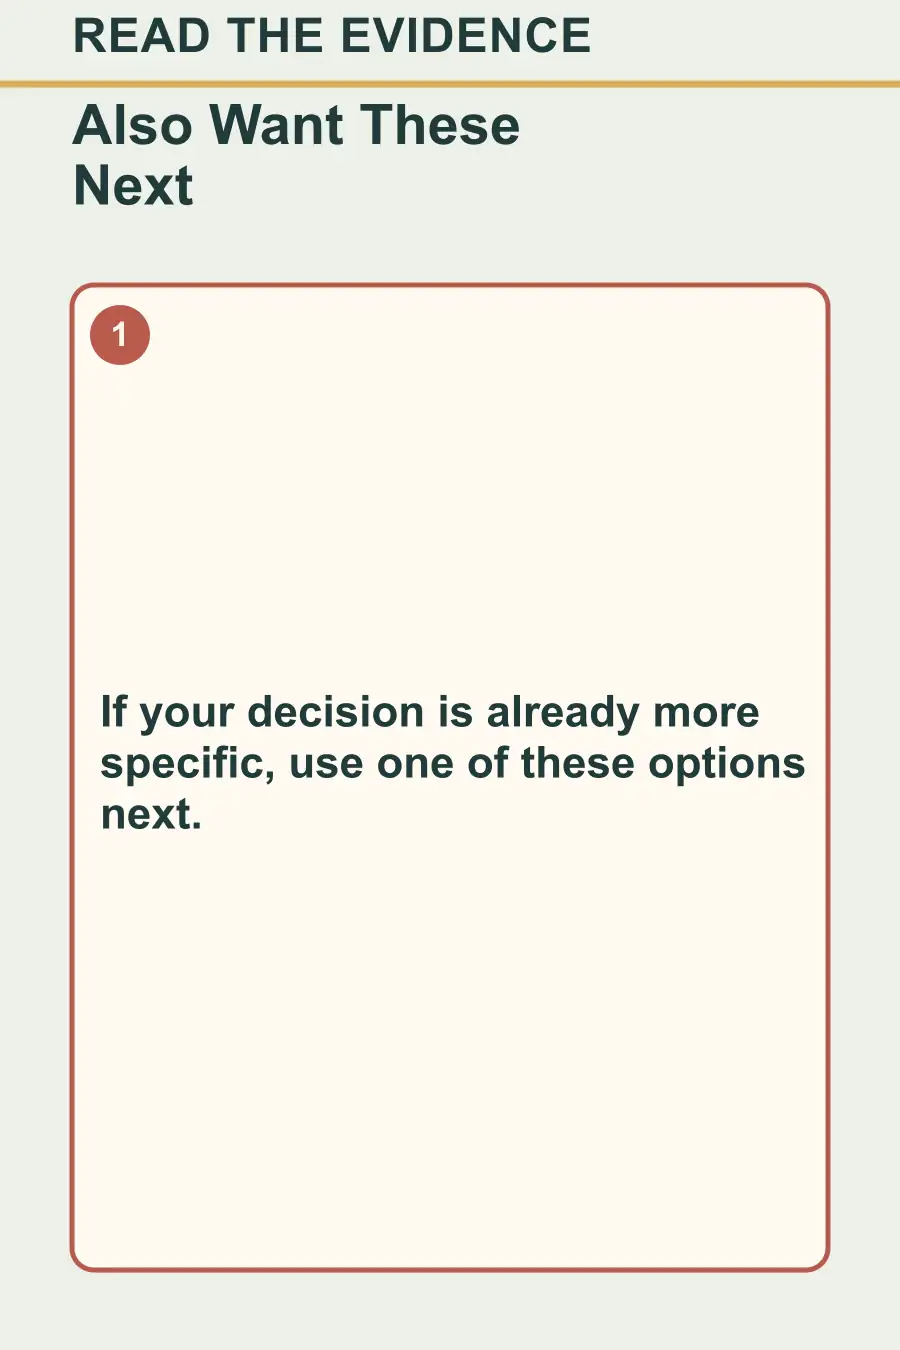 READ THE EVIDENCE
Also Want These
Next
1
If your decision is already more
specific, use one of these options
next.